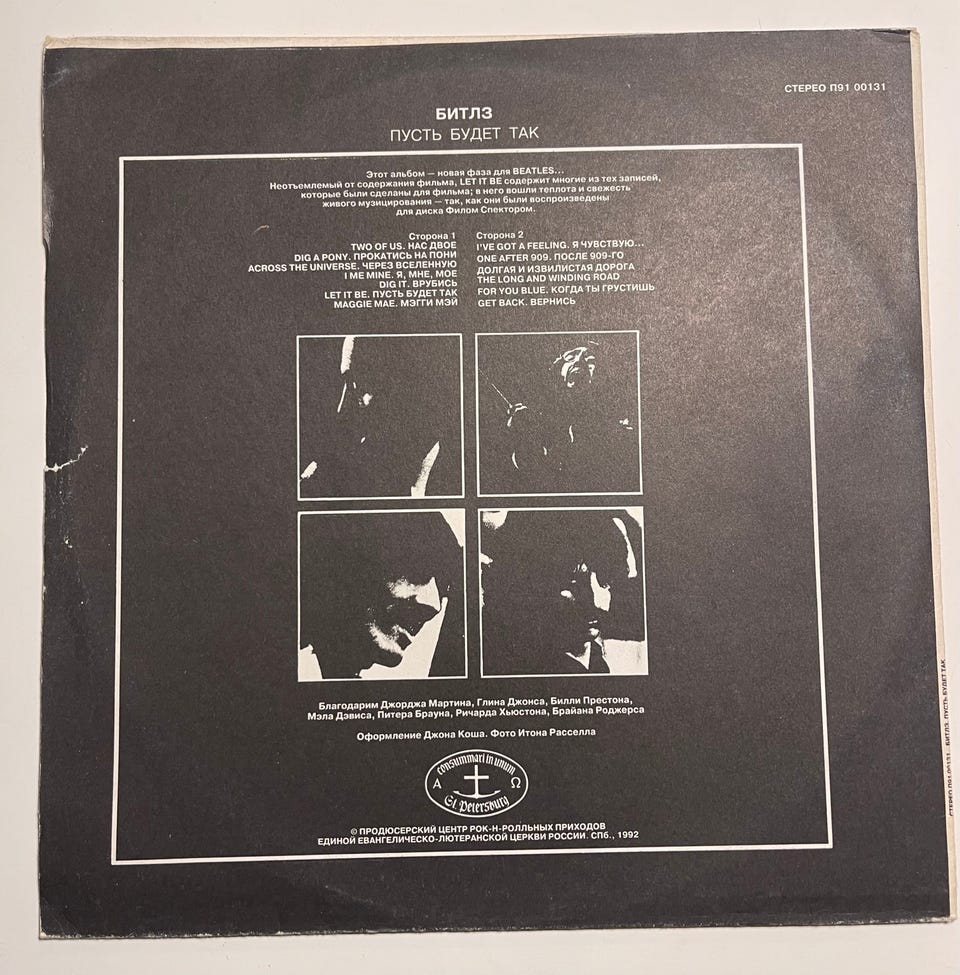 СТЕРЕО П91 00131
БИТЛЗ
ПУСТЬ БУДЕТ ТАК
Этот альбом — новая фаза для BEATLES...
Неотъемлемый от содержания фильма, LET IT BE содержит многие из тех записей,
которые были сделаны для фильма; в него вошли теплота и свежесть
живого музицирования — так, как они были воспроизведены
для диска Филом Спектором.
Сторона 1
TWO OF US. НАС ДВОЕ
DIG A PONY. ПРОКАТИСЬ НА ПОНИ
ACROSS THE UNIVERSE. ЧЕРЕЗ ВСЕЛЕННУЮ
I ME MINE. Я, МНЕ, МОЕ
DIG IT. ВРУБИСЬ
LET IT BE. ПУСТЬ БУДЕТ ТАК
MAGGIE MAE. МЭГГИ МЭЙ
Сторона 2
I'VE GOT A FEELING. Я ЧУВСТВУЮ...
ONE AFTER 909. ПОСЛЕ 909-ГО
ДОЛГАЯ И ИЗВИЛИСТАЯ ДОРОГА
THE LONG AND WINDING ROAD
FOR YOU BLUE. КОГДА ТЫ ГРУСТИШЬ
GET BACK. ВЕРНИСЬ
Благодарим Джорджа Мартина, Глина Джонса, Билли Престона,
Мэла Дэвиса, Питера Брауна, Ричарда Хьюстона, Брайана Роджерса
Оформление Джона Коша. Фото Итона Расселла
consummari in unum
Α Ω
St. Petersburg
© ПРОДЮСЕРСКИЙ ЦЕНТР РОК-Н-РОЛЛЬНЫХ ПРИХОДОВ
ЕДИНОЙ ЕВАНГЕЛИЧЕСКО-ЛЮТЕРАНСКОЙ ЦЕРКВИ РОССИИ. СПб., 1992
СТЕРЕО П91 00131 БИТЛЗ. ПУСТЬ БУДЕТ ТАК